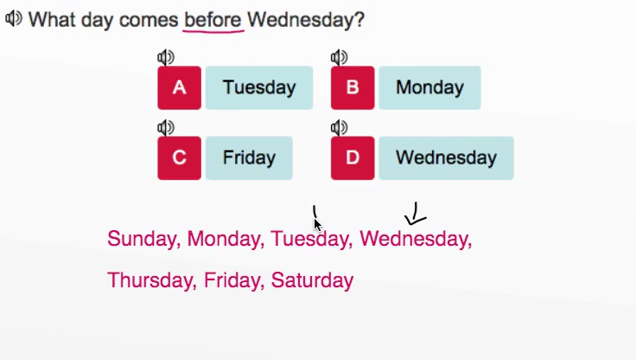 What day comes before Wednesday?
A Tuesday B Monday
C Friday D Wednesday
Sunday, Monday, Tuesday, Wednesday,
Thursday, Friday, Saturday